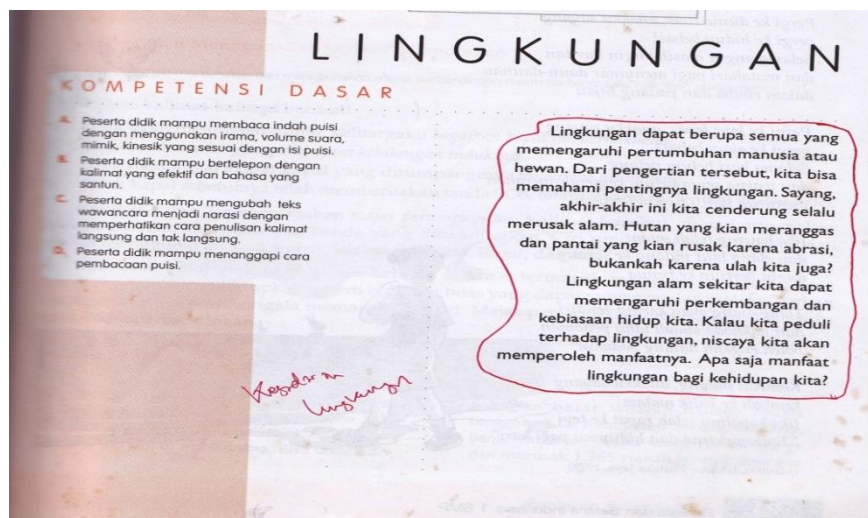 LINGKUNGAN
KOMPETENSI DASAR
A. Peserta didik mampu membaca indah puisi
dengan menggunakan irama, volume suara,
mimik, kinesik yang sesuai dengan isi puisi.
B. Peserta didik mampu bertelepon dengan
kalimat yang efektif dan bahasa yang
santun.
C. Peserta didik mampu mengubah teks
wawancara menjadi narasi dengan
memperhatikan cara penulisan kalimat
langsung dan tak langsung.
D. Peserta didik mampu menanggapi cara
pembacaan puisi.
Lingkungan dapat berupa semua yang
memengaruhi pertumbuhan manusia atau
hewan. Dari pengertian tersebut, kita bisa
memahami pentingnya lingkungan. Sayang,
akhir-akhir ini kita cenderung selalu
merusak alam. Hutan yang kian meranggas
dan pantai yang kian rusak karena abrasi,
bukankah karena ulah kita juga?
Lingkungan alam sekitar kita dapat
memengaruhi perkembangan dan
kebiasaan hidup kita. Kalau kita peduli
terhadap lingkungan, niscaya kita akan
memperoleh manfaatnya. Apa saja manfaat
lingkungan bagi kehidupan kita?